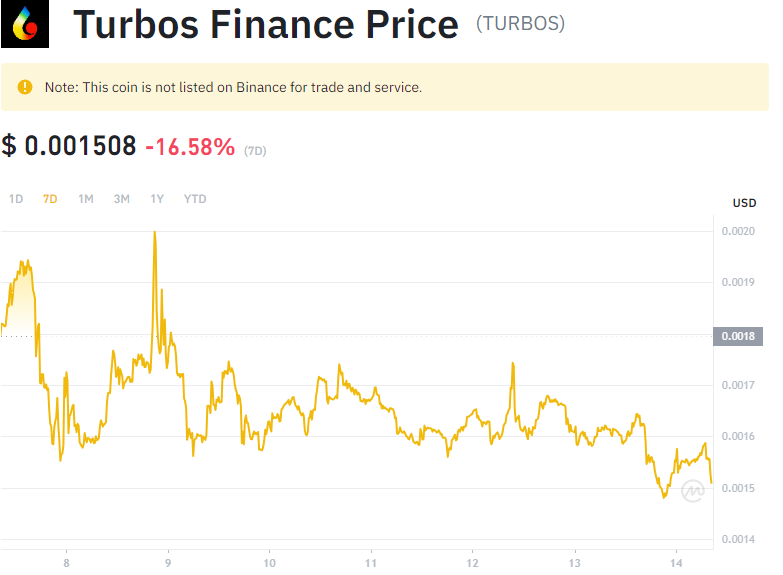 Turbos Finance Price (TURBOS)
Note: This coin is not listed on Binance for trade and service.
$ 0.001508 -16.58% (7D)
1D 7D 1M 3M 1Y YTD
USD
0.0020
0.0019
0.0018
0.0017
0.0016
0.0015
0.0014
8 9 10 11 12 13 14